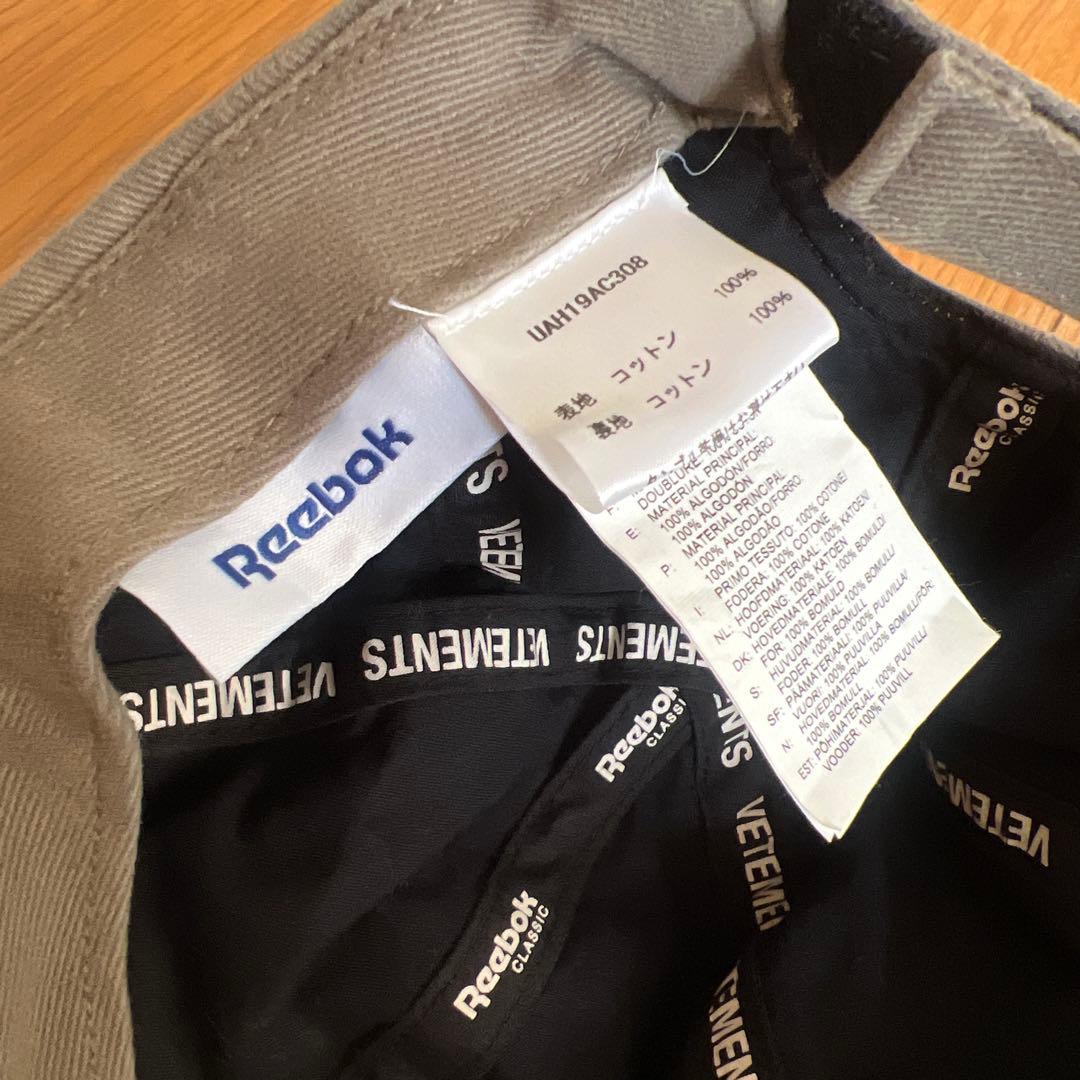 UAH19AC308
表地 コットン 100%
裏地 コットン 100%
DOUBLURE: 100%
MATERIAL PRINCIPAL:
E: 100% ALGODÓN/FORRO:
100% ALGODÓN
P: MATERIAL PRINCIPAL
100% ALGODÃO/FORRO:
100% ALGODÃO
I: PRIMO TESSUTO: 100% COTONE/
FODERA: 100% COTONE
NL: HOOFDMATERIAAL: 100% KATOEN/
VOERING: 100% KATOEN
DK: HOVEDMATERIALE: 100% BOMULD/
FOR: 100% BOMULD
S: HUVUDMATERIAL 100% BOMULL/
FÖR: 100% BOMULL
SF: PÄÄMATERIAALI: 100% PUUVILLA/
VUORI: 100% PUUVILLA
N: HOVEDMATERIAL: 100% BOMULL/FÔR:
100% BOMULL
EST: PÕHIMATERJAL: 100% PUUVILL
VOODER: 100% PUUVILL
Reebok
Reebok
CLASSIC
VETEMENTS
VETEMENTS
VETEMENTS
Reebok
CLASSIC
Reebok
CLASSIC